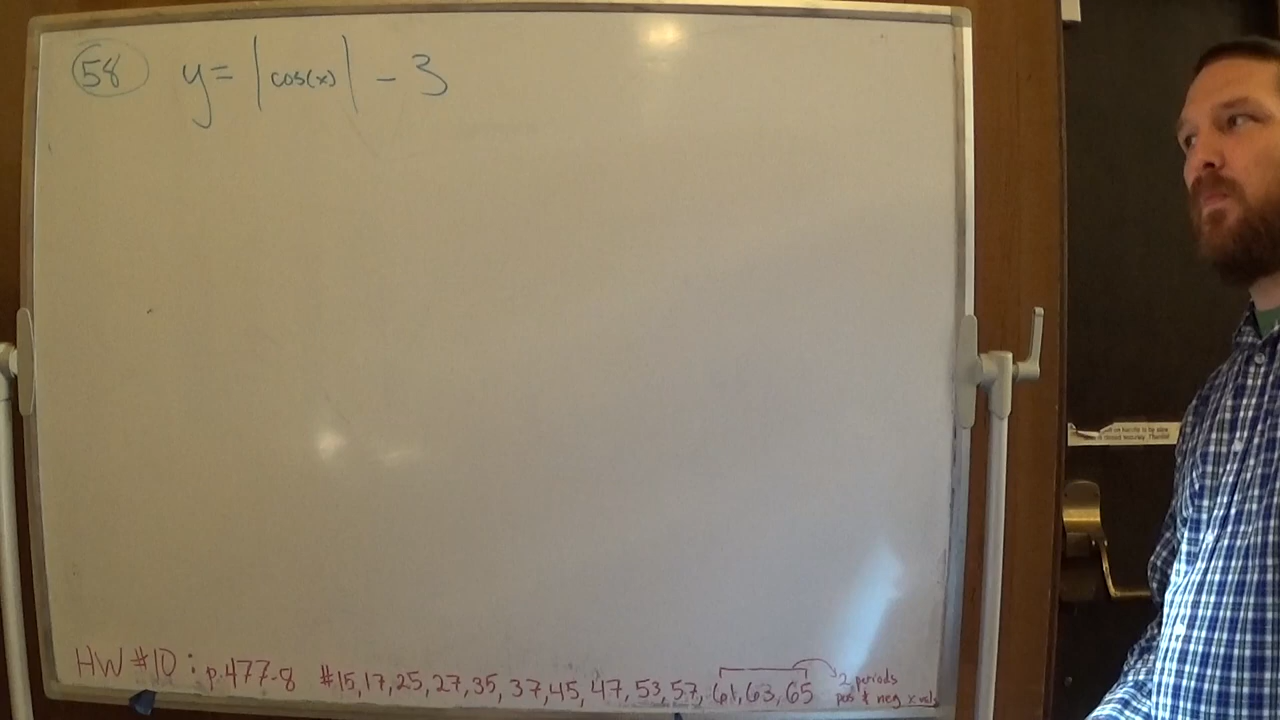 58 y = |cos(x)| - 3
HW #10: p.477-8 #15, 17, 25, 27, 35, 37, 45, 47, 53, 57, 61, 63, 65
2 periods
pos & neg x vals